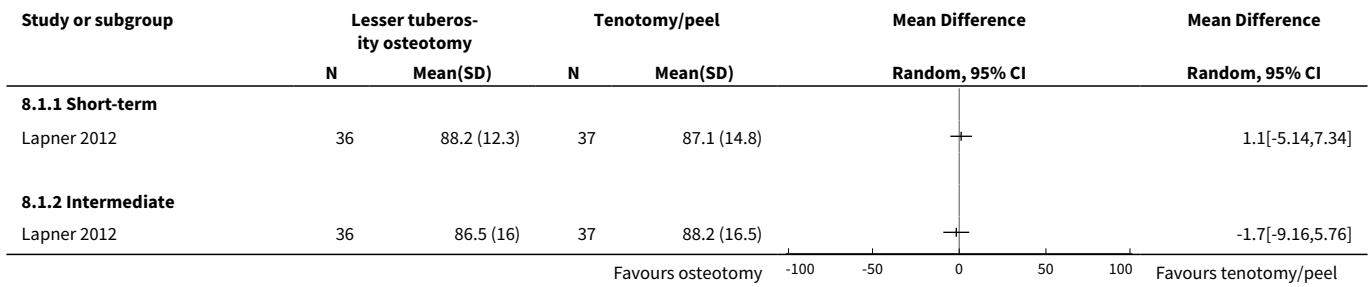 Study or subgroup Lesser tuberos- Tenotomy/peel Mean Difference Mean Difference
ity osteotomy
N Mean(SD) N Mean(SD) Random, 95% CI Random, 95% CI
8.1.1 Short-term
Lapner 2012 36 88.2 (12.3) 37 87.1 (14.8) 1.1[-5.14,7.34]
8.1.2 Intermediate
Lapner 2012 36 86.5 (16) 37 88.2 (16.5) -1.7[-9.16,5.76]
Favours osteotomy -100 -50 0 50 100 Favours tenotomy/peel